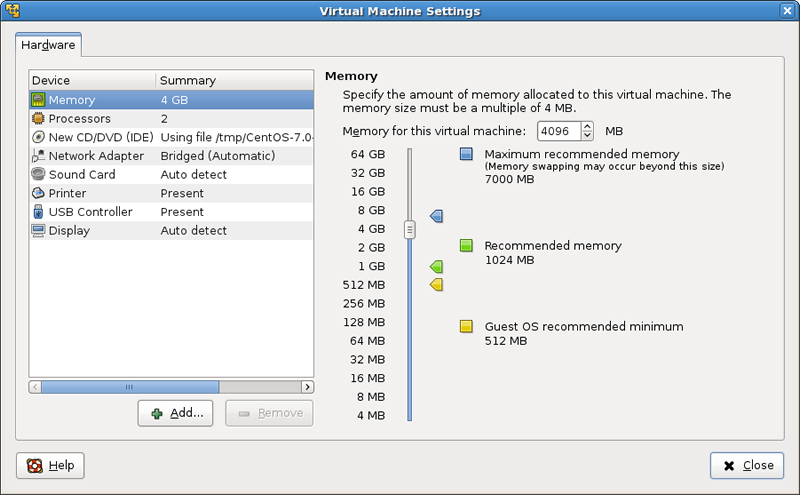 Virtual Machine Settings
Hardware
Device Summary
Memory 4 GB
Processors 2
New CD/DVD (IDE) Using file /tmp/CentOS-7.0-
Network Adapter Bridged (Automatic)
Sound Card Auto detect
Printer Present
USB Controller Present
Display Auto detect
Add...
Remove
Memory
Specify the amount of memory allocated to this virtual machine. The
memory size must be a multiple of 4 MB.
Memory for this virtual machine: 4096 MB
64 GB
32 GB
16 GB
8 GB
4 GB
2 GB
1 GB
512 MB
256 MB
128 MB
64 MB
32 MB
16 MB
8 MB
4 MB
Maximum recommended memory
(Memory swapping may occur beyond this size)
7000 MB
Recommended memory
1024 MB
Guest OS recommended minimum
512 MB
Help
Close